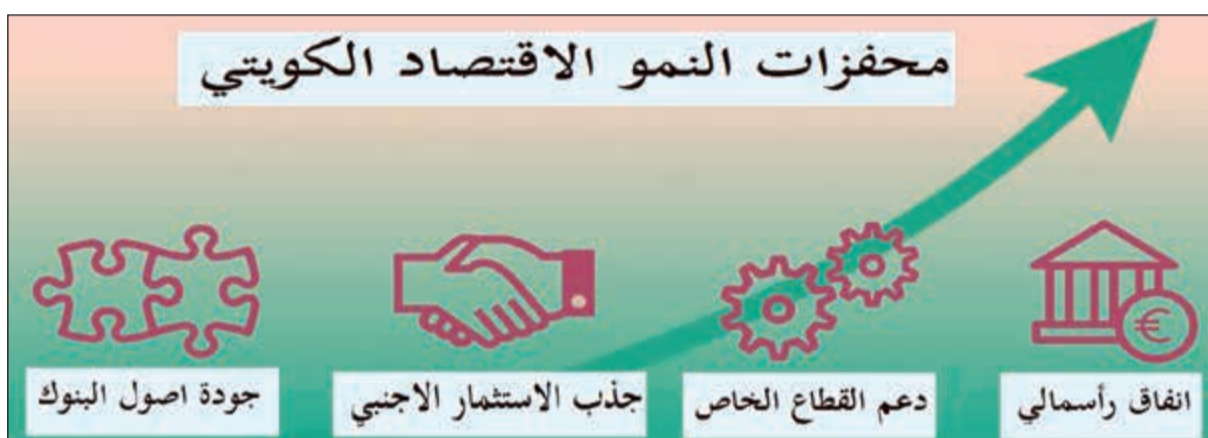 محفزات النمو الاقتصاد الكويتي
انفاق رأسمالي
دعم القطاع الخاص
جذب الاستثمار الاجنبي
جودة اصول البنوك